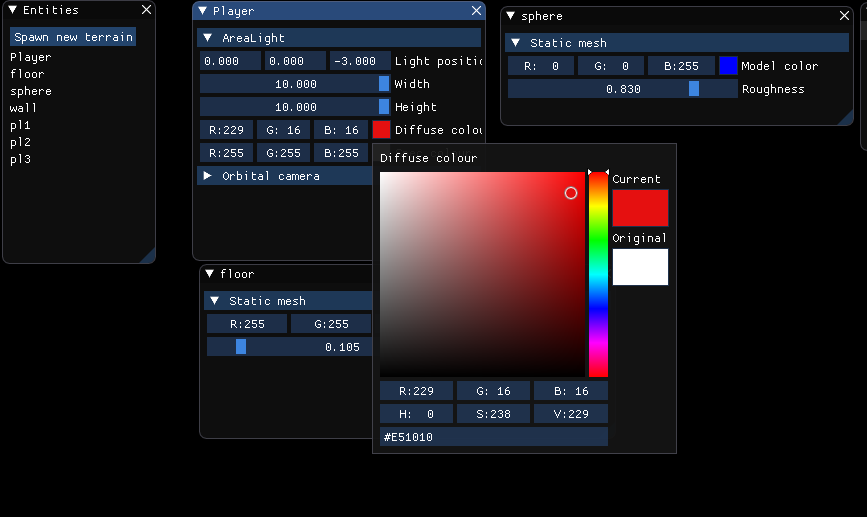 Entities
Spawn new terrain
Player
floor
sphere
wall
pl1
pl2
pl3
Player
AreaLight
0.000 0.000 -3.000 Light positic
10.000 Width
10.000 Height
R:229 G: 16 B: 16 Diffuse colou
R:255 G:255 B:255
Orbital camera
sphere
Static mesh
R: 0 G: 0 B:255 Model color
0.830 Roughness
floor
Static mesh
R:255 G:255
0.105
Diffuse colour
Current
Original
R:229 G: 16 B: 16
H: 0 S:238 V:229
#E51010